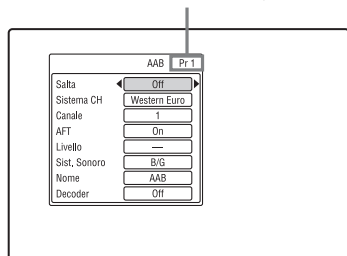 AAB Pr 1
Salta Off
Sistema CH Western Euro
Canale 1
AFT On
Livello —
Sist. Sonoro B/G
Nome AAB
Decoder Off